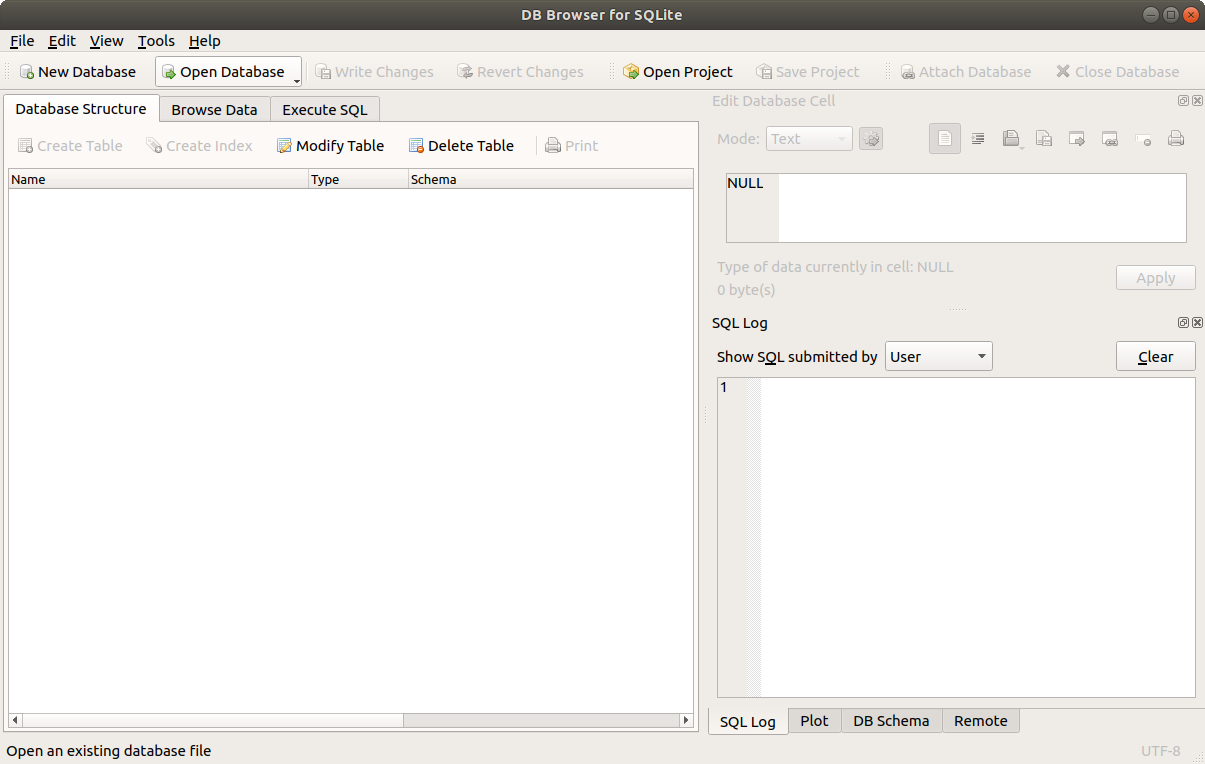 DB Browser for SQLite
File Edit View Tools Help
New Database Open Database Write Changes Revert Changes Open Project Save Project Attach Database Close Database
Database Structure Browse Data Execute SQL
Create Table Create Index Modify Table Delete Table Print
Name Type Schema
Edit Database Cell
Mode: Text
NULL
Type of data currently in cell: NULL
0 byte(s)
Apply
SQL Log
Show SQL submitted by User Clear
1
SQL Log Plot DB Schema Remote
Open an existing database file UTF-8